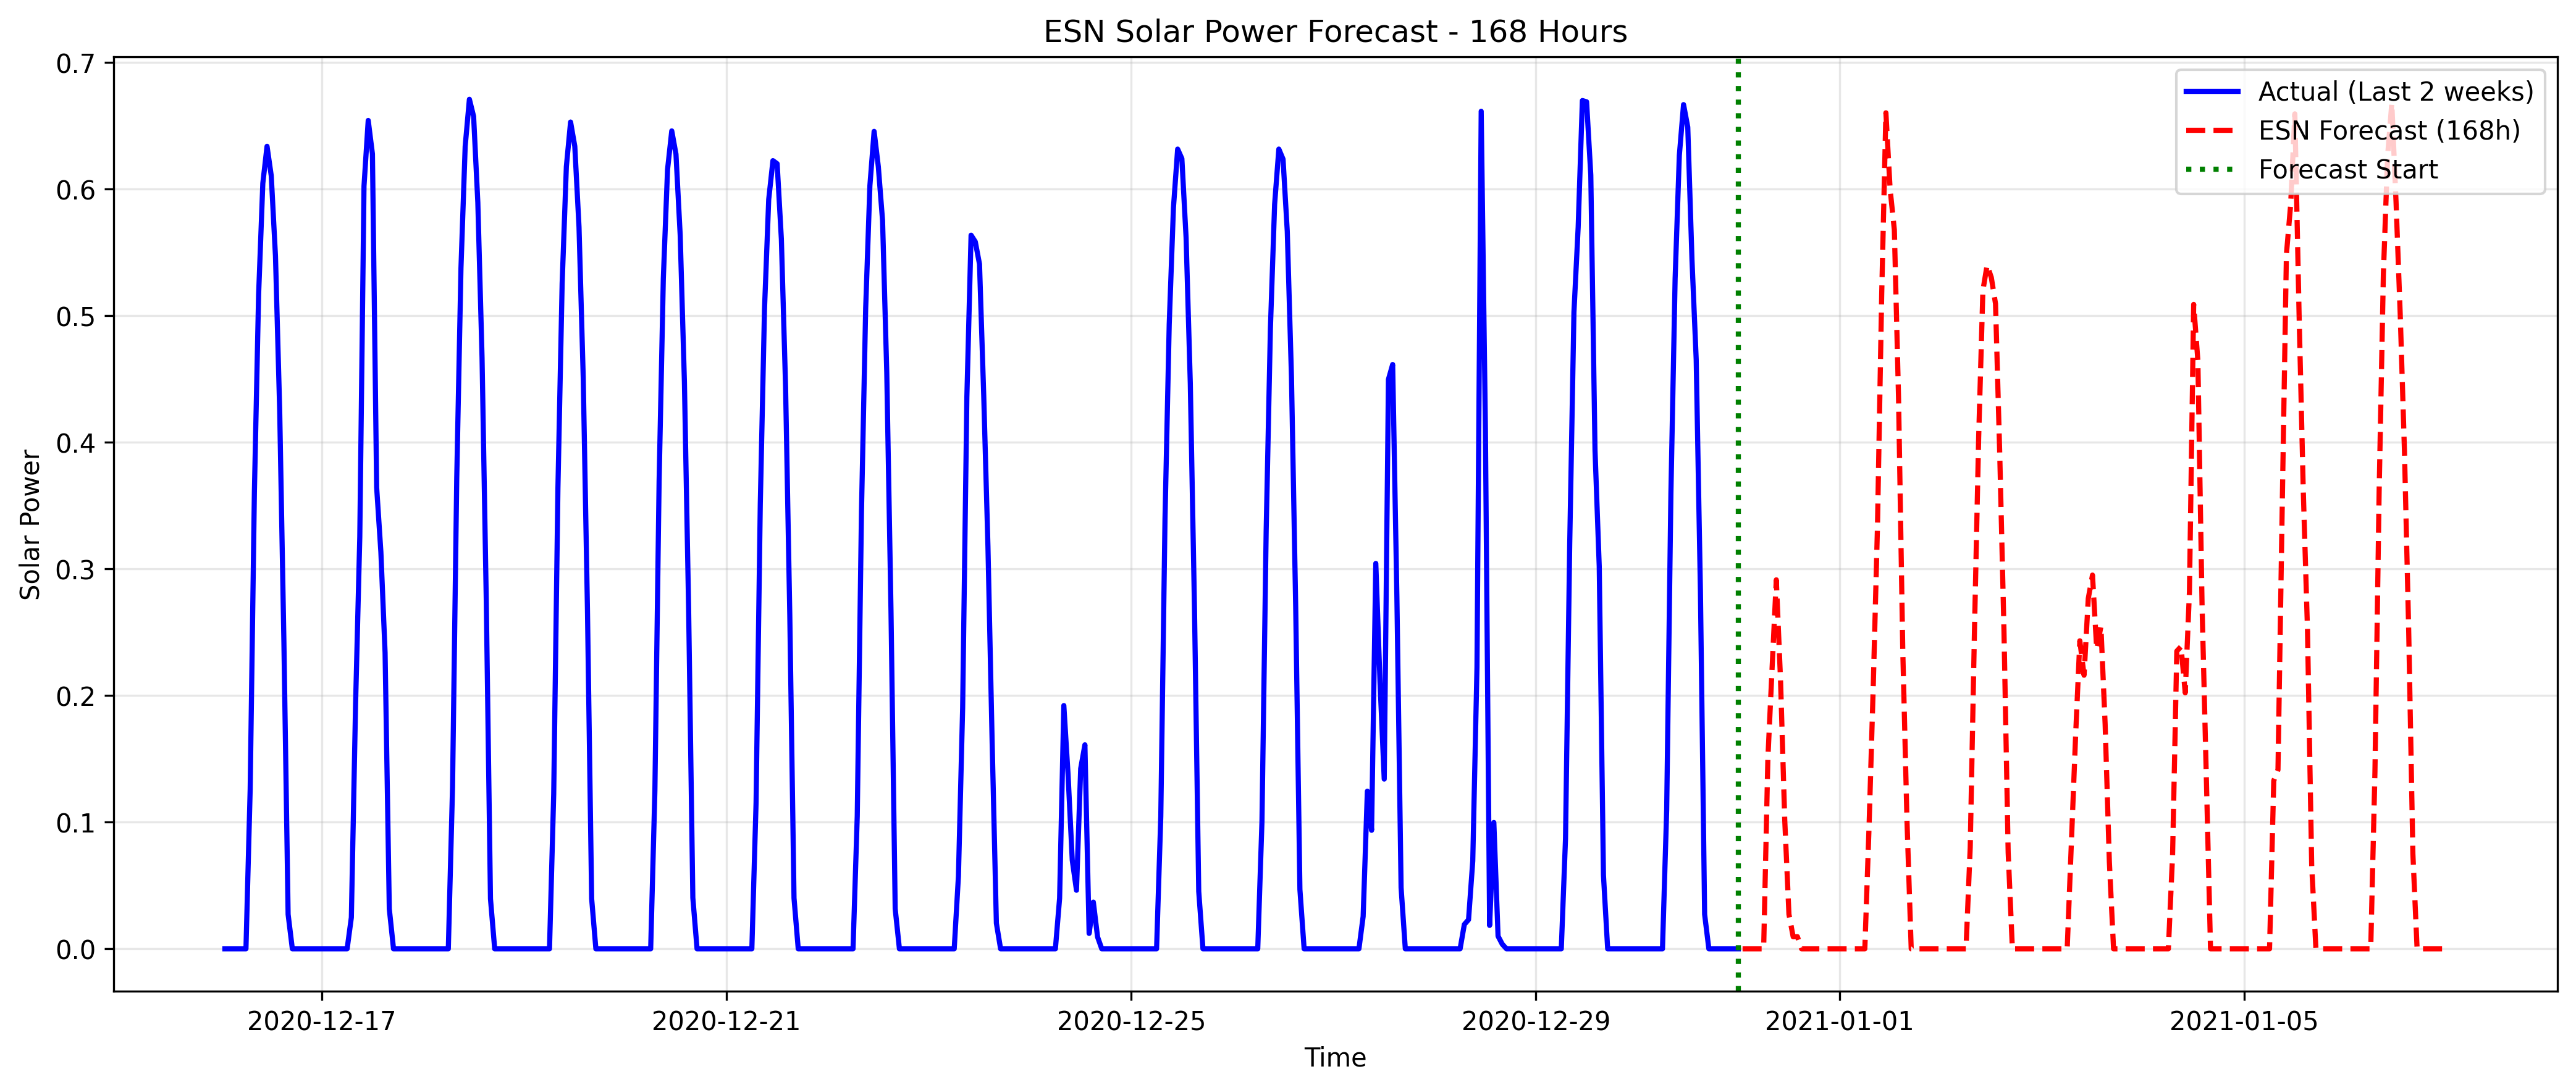 ESN Solar Power Forecast - 168 Hours
Actual (Last 2 weeks)
ESN Forecast (168h)
Forecast Start
Solar Power
0.7
0.6
0.5
0.4
0.3
0.2
0.1
0.0
2020-12-17
2020-12-21
2020-12-25
2020-12-29
2021-01-01
2021-01-05
Time